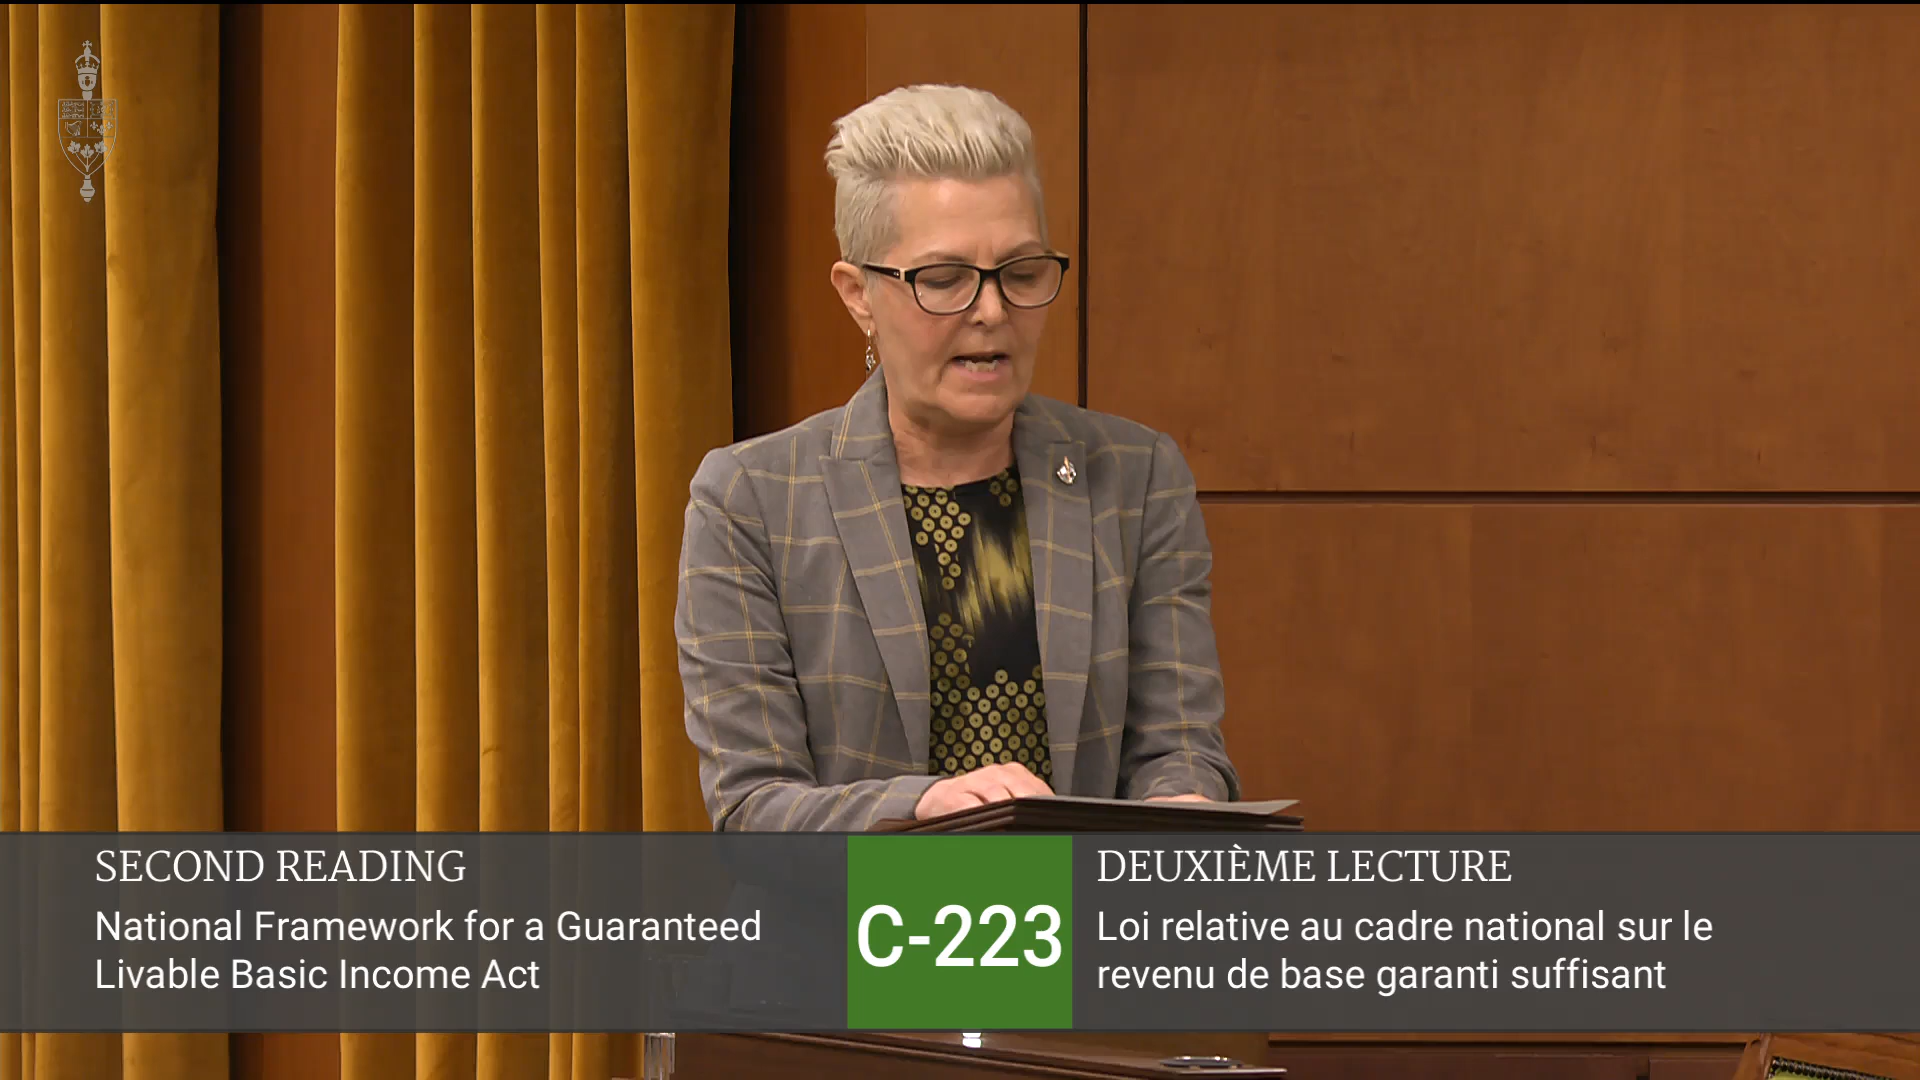 SECOND READING
National Framework for a Guaranteed
Livable Basic Income Act
C-223
DEUXIÈME LECTURE
Loi relative au cadre national sur le
revenu de base garanti suffisant